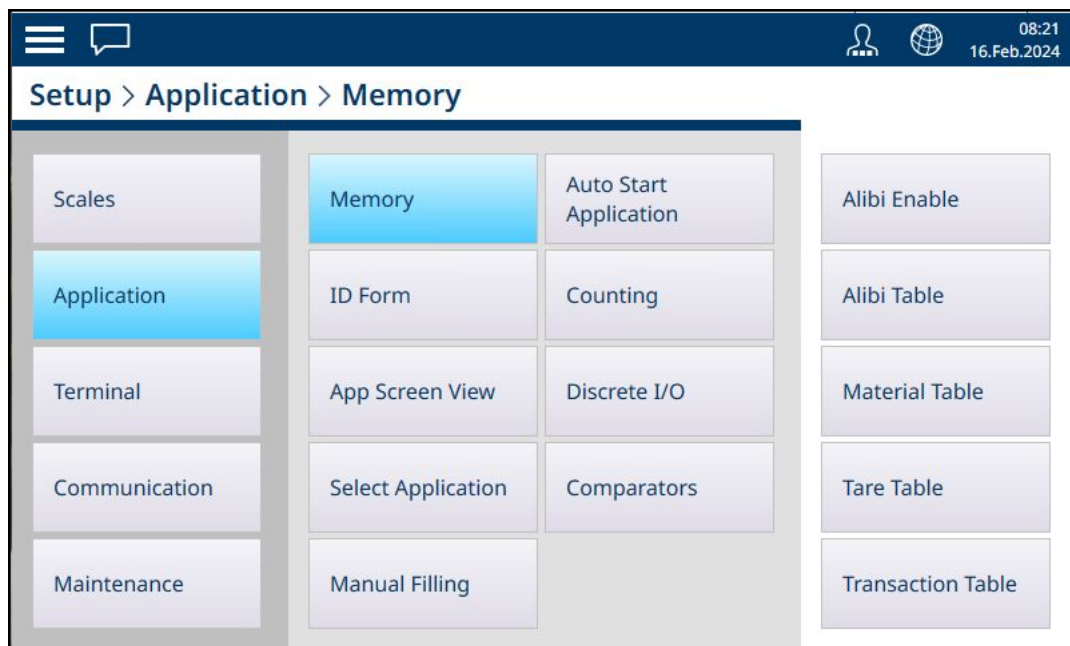 08:21
16.Feb.2024
Setup > Application > Memory
Scales
Application
Terminal
Communication
Maintenance
Memory
ID Form
App Screen View
Select Application
Manual Filling
Auto Start
Application
Counting
Discrete I/O
Comparators
Alibi Enable
Alibi Table
Material Table
Tare Table
Transaction Table